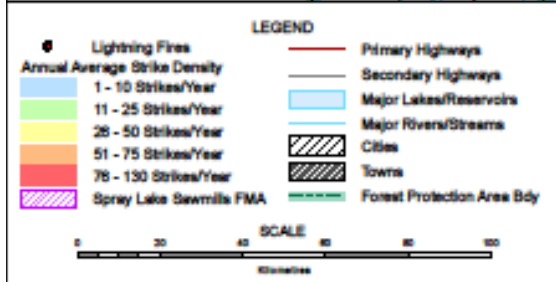 LEGEND
Lightning Fires
Annual Average Strike Density
1 - 10 Strikes/Year
11 - 25 Strikes/Year
26 - 50 Strikes/Year
51 - 75 Strikes/Year
76 - 130 Strikes/Year
Spray Lake Sawmills FMA
Primary Highways
Secondary Highways
Major Lakes/Reservoirs
Major Rivers/Streams
Cities
Towns
Forest Protection Area Bdy
SCALE
0 20 40 60 80 100
Kilometres